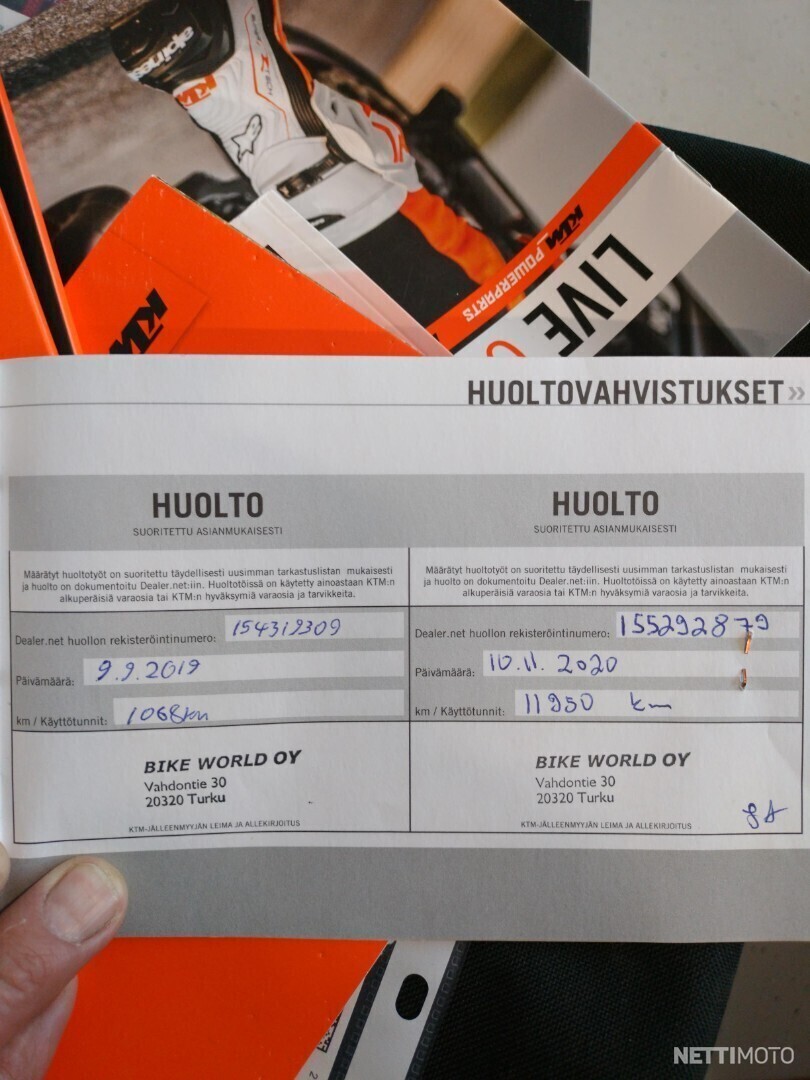 alpines
KTM
KTM POWERPARTS
LIVE
KTM
HUOLTOVAHVISTUKSET »
HUOLTO
SUORITETTU ASIANMUKAISESTI
Määrätyt huoltotyöt on suoritettu täydellisesti uusimman tarkastuslistan mukaisesti
ja huolto on dokumentoitu Dealer.net:iin. Huoltotöissä on käytetty ainoastaan KTM:n
alkuperäisiä varaosia tai KTM:n hyväksymiä varaosia ja tarvikkeita.
Dealer.net huollon rekisteröintinumero: 154319309
Päivämäärä: 9.9.2019
km / Käyttötunnit: 1068km
BIKE WORLD OY
Vahdontie 30
20320 Turku
KTM-JÄLLEENMYYJÄN LEIMA JA ALLEKIRJOITUS
HUOLTO
SUORITETTU ASIANMUKAISESTI
Määrätyt huoltotyöt on suoritettu täydellisesti uusimman tarkastuslistan mukaisesti
ja huolto on dokumentoitu Dealer.net:iin. Huoltotöissä on käytetty ainoastaan KTM:n
alkuperäisiä varaosia tai KTM:n hyväksymiä varaosia ja tarvikkeita.
Dealer.net huollon rekisteröintinumero: 155292879
Päivämäärä: 10.11.2020
km / Käyttötunnit: 11950 km
BIKE WORLD OY
Vahdontie 30
20320 Turku
KTM-JÄLLEENMYYJÄN LEIMA JA ALLEKIRJOITUS
NETTIMOTO